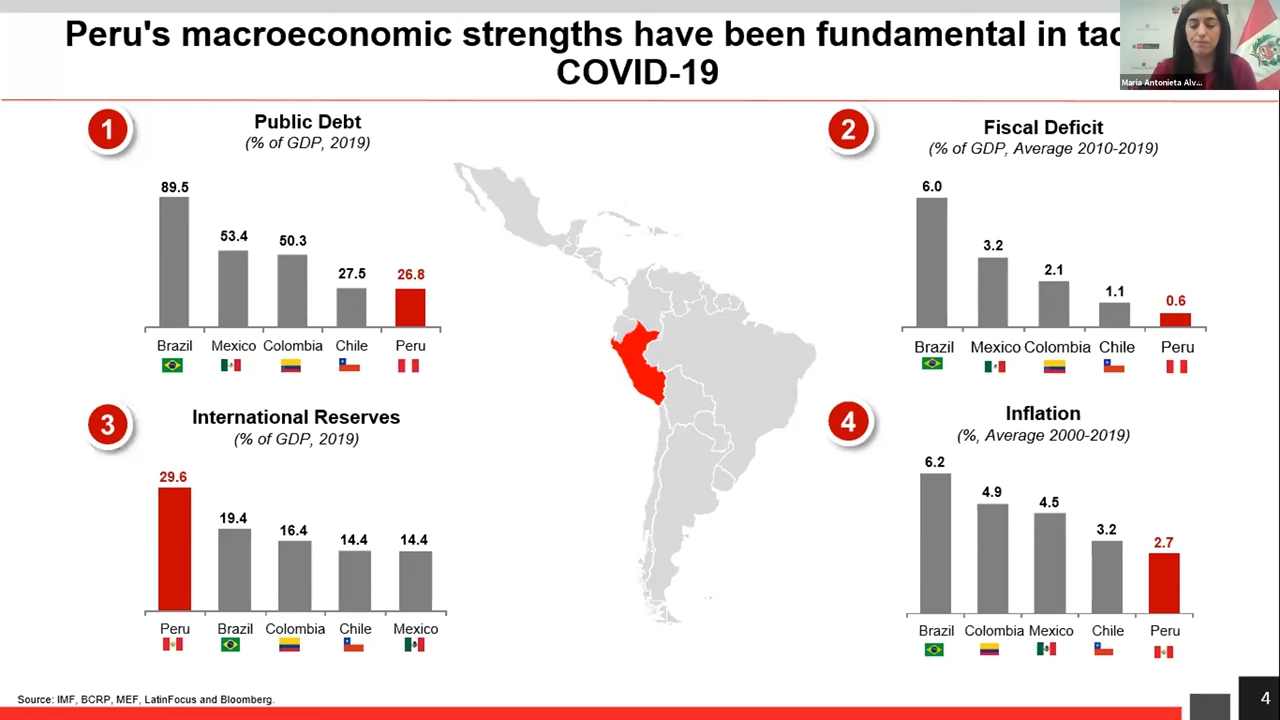 Peru's macroeconomic strengths have been fundamental in
COVID-19
Maria Antonieta Alv...
1
Public Debt
(% of GDP, 2019)
89.5
53.4
50.3
27.5
26.8
Brazil
Mexico
Colombia
Chile
Peru
2
Fiscal Deficit
(% of GDP, Average 2010-2019)
6.0
3.2
2.1
1.1
0.6
Brazil
Mexico
Colombia
Chile
Peru
3
International Reserves
(% of GDP, 2019)
29.6
19.4
16.4
14.4
14.4
Peru
Brazil
Colombia
Chile
Mexico
4
Inflation
(%, Average 2000-2019)
6.2
4.9
4.5
3.2
2.7
Brazil
Colombia
Mexico
Chile
Peru
Source: IMF, BCRP, MEF, LatinFocus and Bloomberg.
4